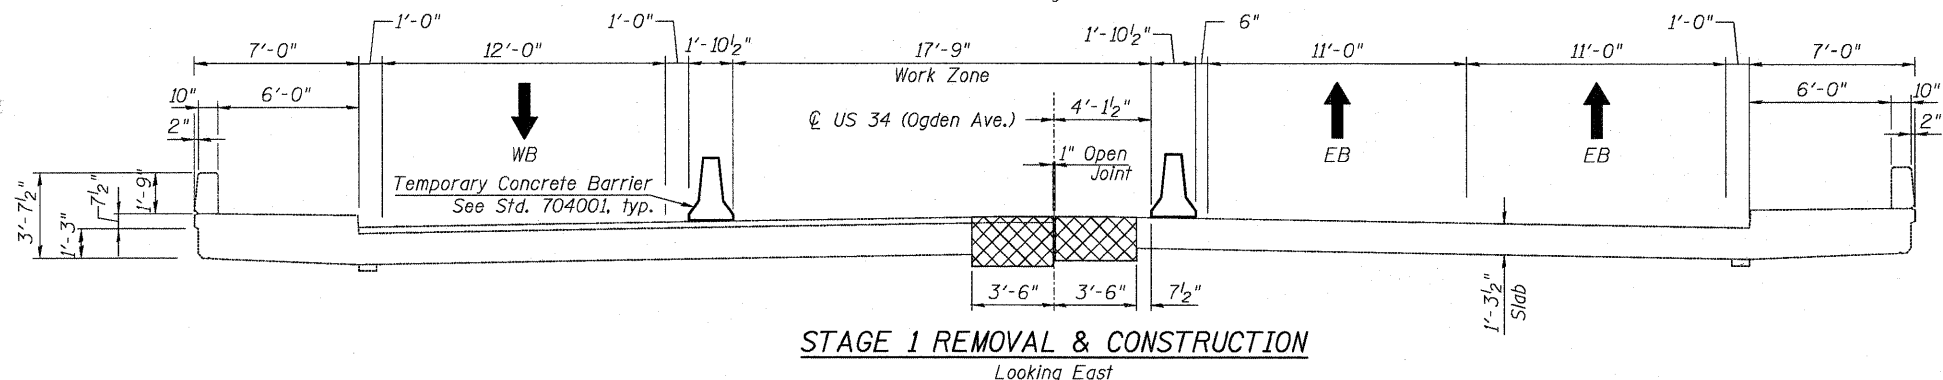 1'-0"
1'-0"
6"
1'-0"
7'-0"
12'-0"
1'-10½"
17'-9"
1'-10½"
11'-0"
11'-0"
7'-0"
Work Zone
10"
6'-0"
4'-1½"
6'-0"
10"
℄ US 34 (Ogden Ave.)
2"
2"
WB
EB
EB
1" Open
Joint
Temporary Concrete Barrier
See Std. 704001, typ.
3'-7½"
1'-3"
7½"
1'-9"
3'-6"
3'-6"
7½"
1'-3½"
Slab
STAGE 1 REMOVAL & CONSTRUCTION
Looking East